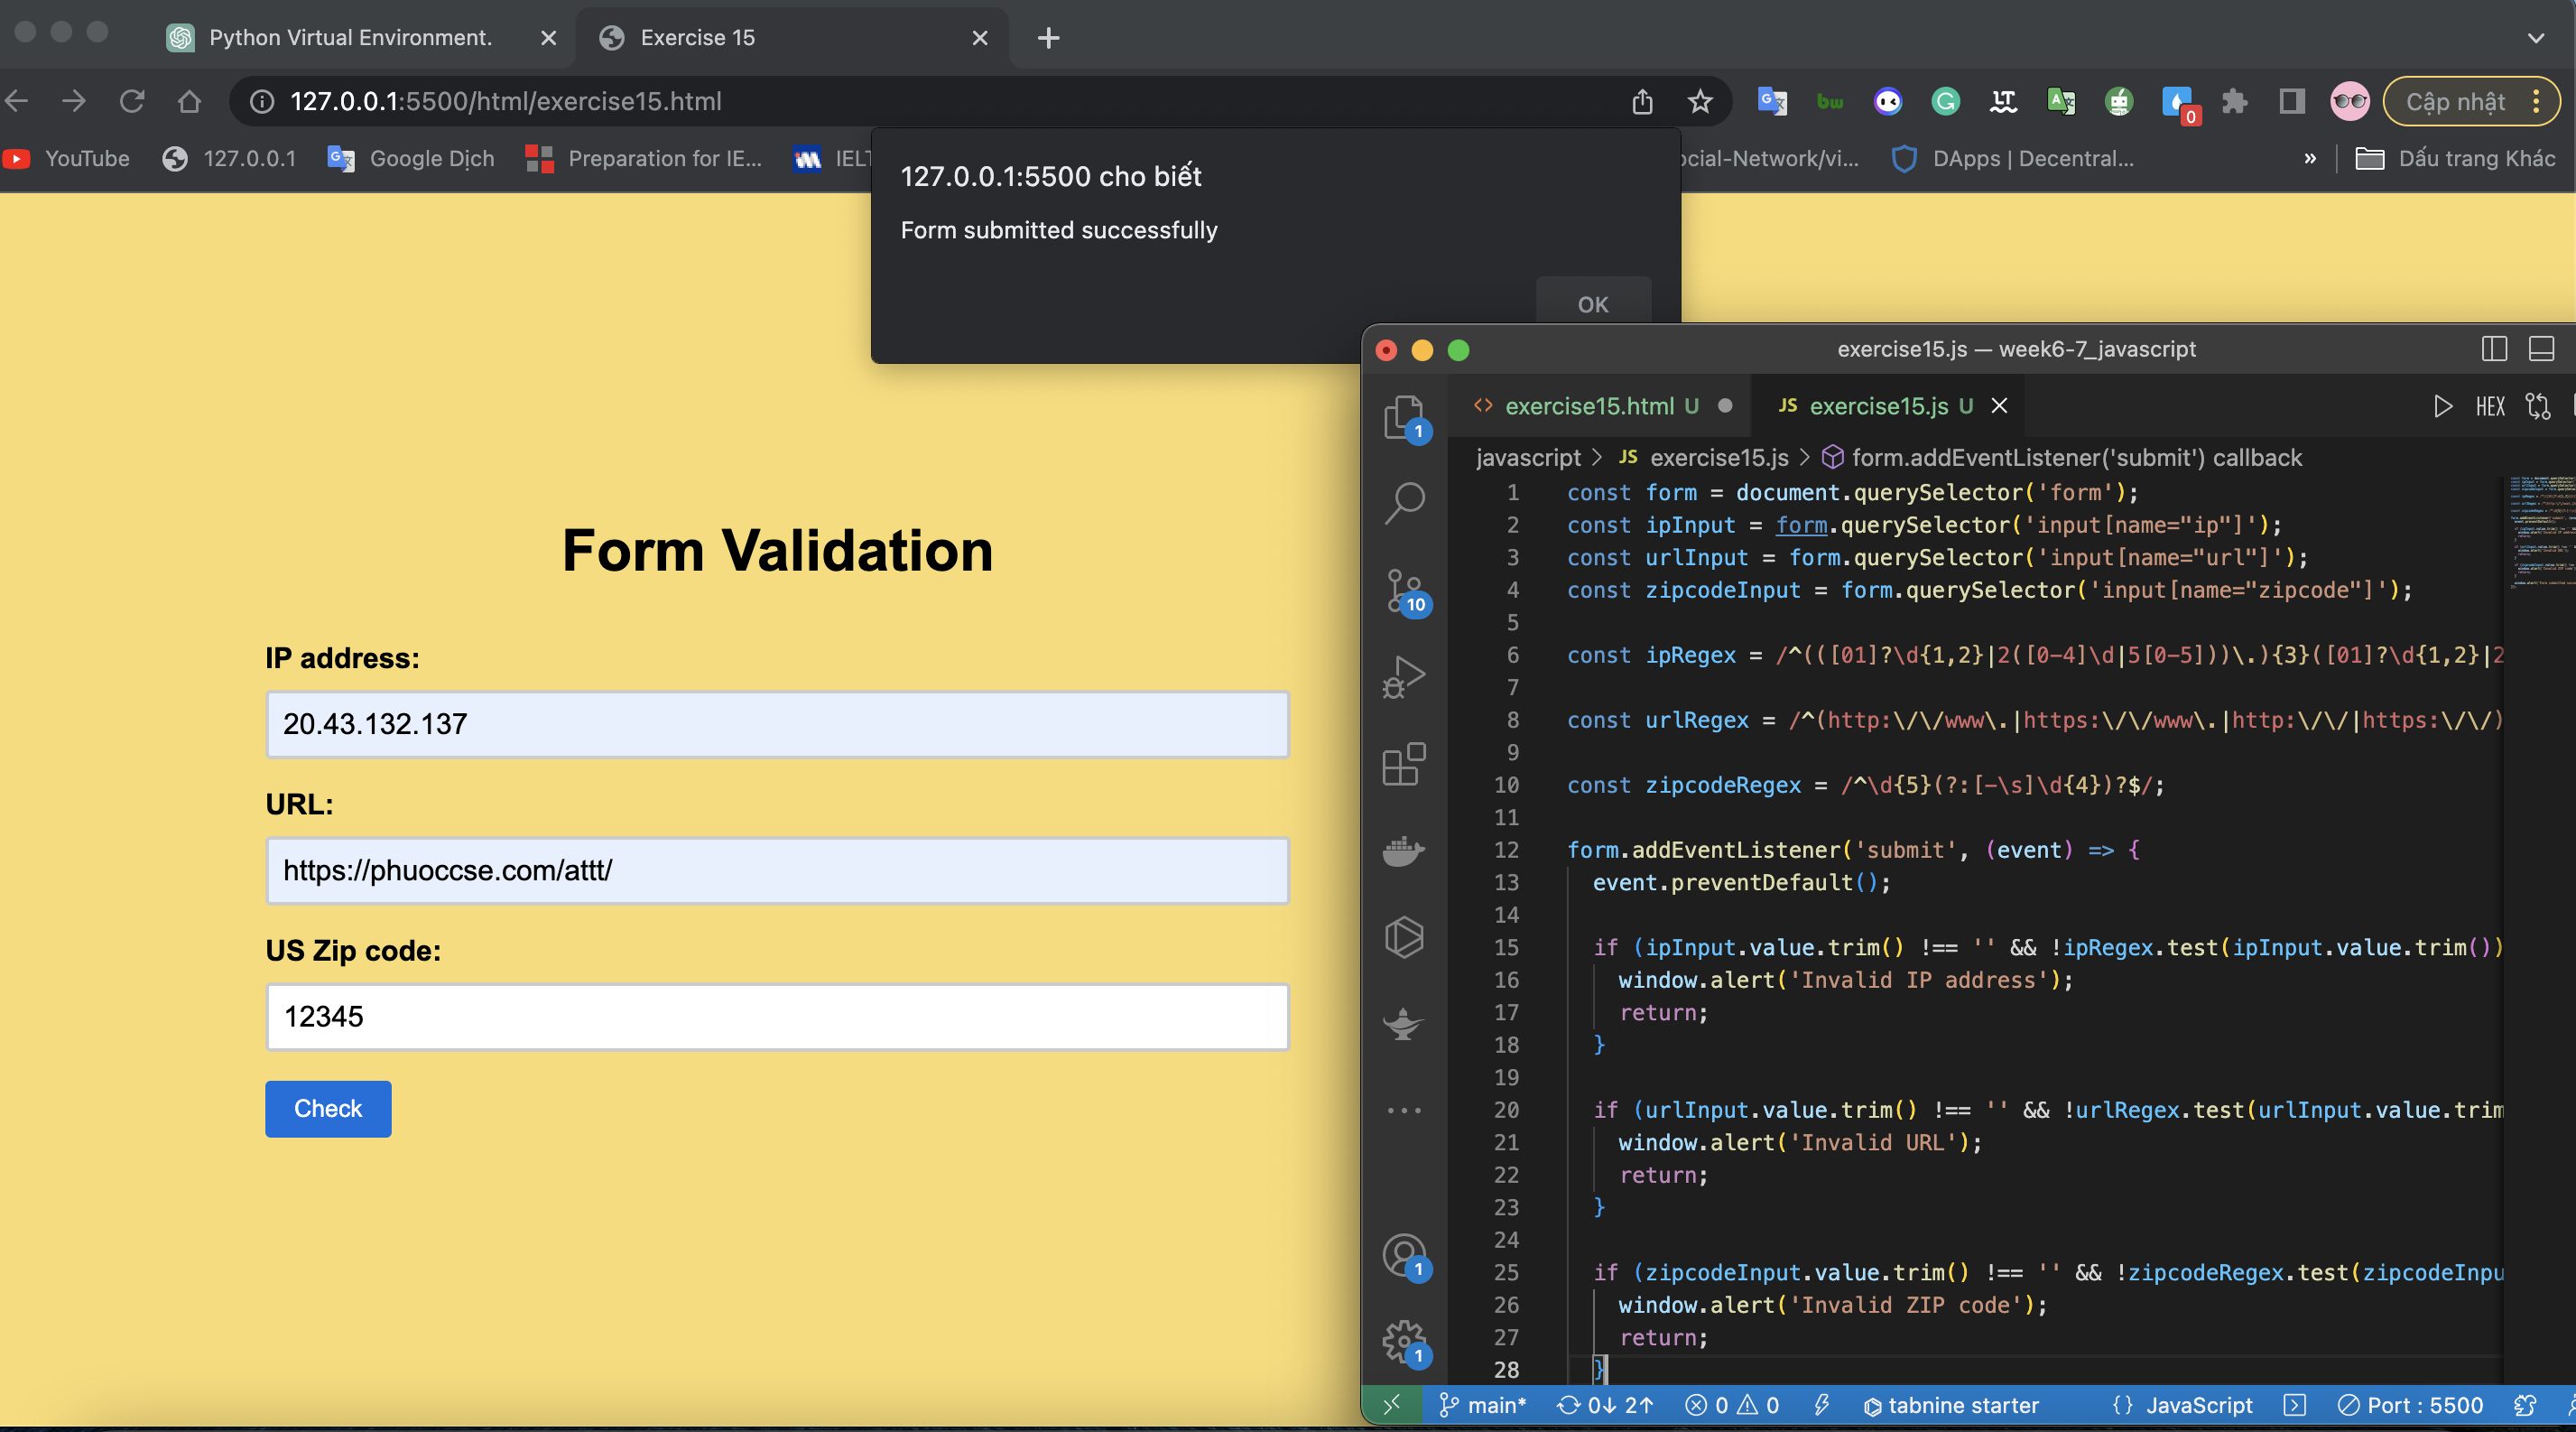 Python Virtual Environment.
Exercise 15
127.0.0.1:5500/html/exercise15.html
bw
0
Cập nhật
YouTube
127.0.0.1
Google Dịch
Preparation for IE...
ocial-Network/vi...
DApps | Decentral...
»
Dấu trang Khác
127.0.0.1:5500 cho biết
Form submitted successfully
OK
Form Validation
IP address:
20.43.132.137
URL:
https://phuoccse.com/attt/
US Zip code:
12345
Check
exercise15.js — week6-7_javascript
<> exercise15.html U
JS exercise15.js U
HEX
javascript > JS exercise15.js > form.addEventListener('submit') callback
1
10
1
1
1 const form = document.querySelector('form');
2 const ipInput = form.querySelector('input[name="ip"]');
3 const urlInput = form.querySelector('input[name="url"]');
4 const zipcodeInput = form.querySelector('input[name="zipcode"]');
5
6 const ipRegex = /^(([01]?\d{1,2}|2([0-4]\d|5[0-5]))\.){3}([01]?\d{1,2}|2
7
8 const urlRegex = /^(http:\/\/www\.|https:\/\/www\.|http:\/\/|https:\/\/)
9
10 const zipcodeRegex = /^\d{5}(?:[-\s]\d{4})?$/;
11
12 form.addEventListener('submit', (event) => {
13 event.preventDefault();
14
15 if (ipInput.value.trim() !== '' && !ipRegex.test(ipInput.value.trim())
16 window.alert('Invalid IP address');
17 return;
18 }
19
20 if (urlInput.value.trim() !== '' && !urlRegex.test(urlInput.value.trim
21 window.alert('Invalid URL');
22 return;
23 }
24
25 if (zipcodeInput.value.trim() !== '' && !zipcodeRegex.test(zipcodeInpu
26 window.alert('Invalid ZIP code');
27 return;
28 }
main* 0↓ 2↑ 0 0 tabnine starter {} JavaScript Port : 5500